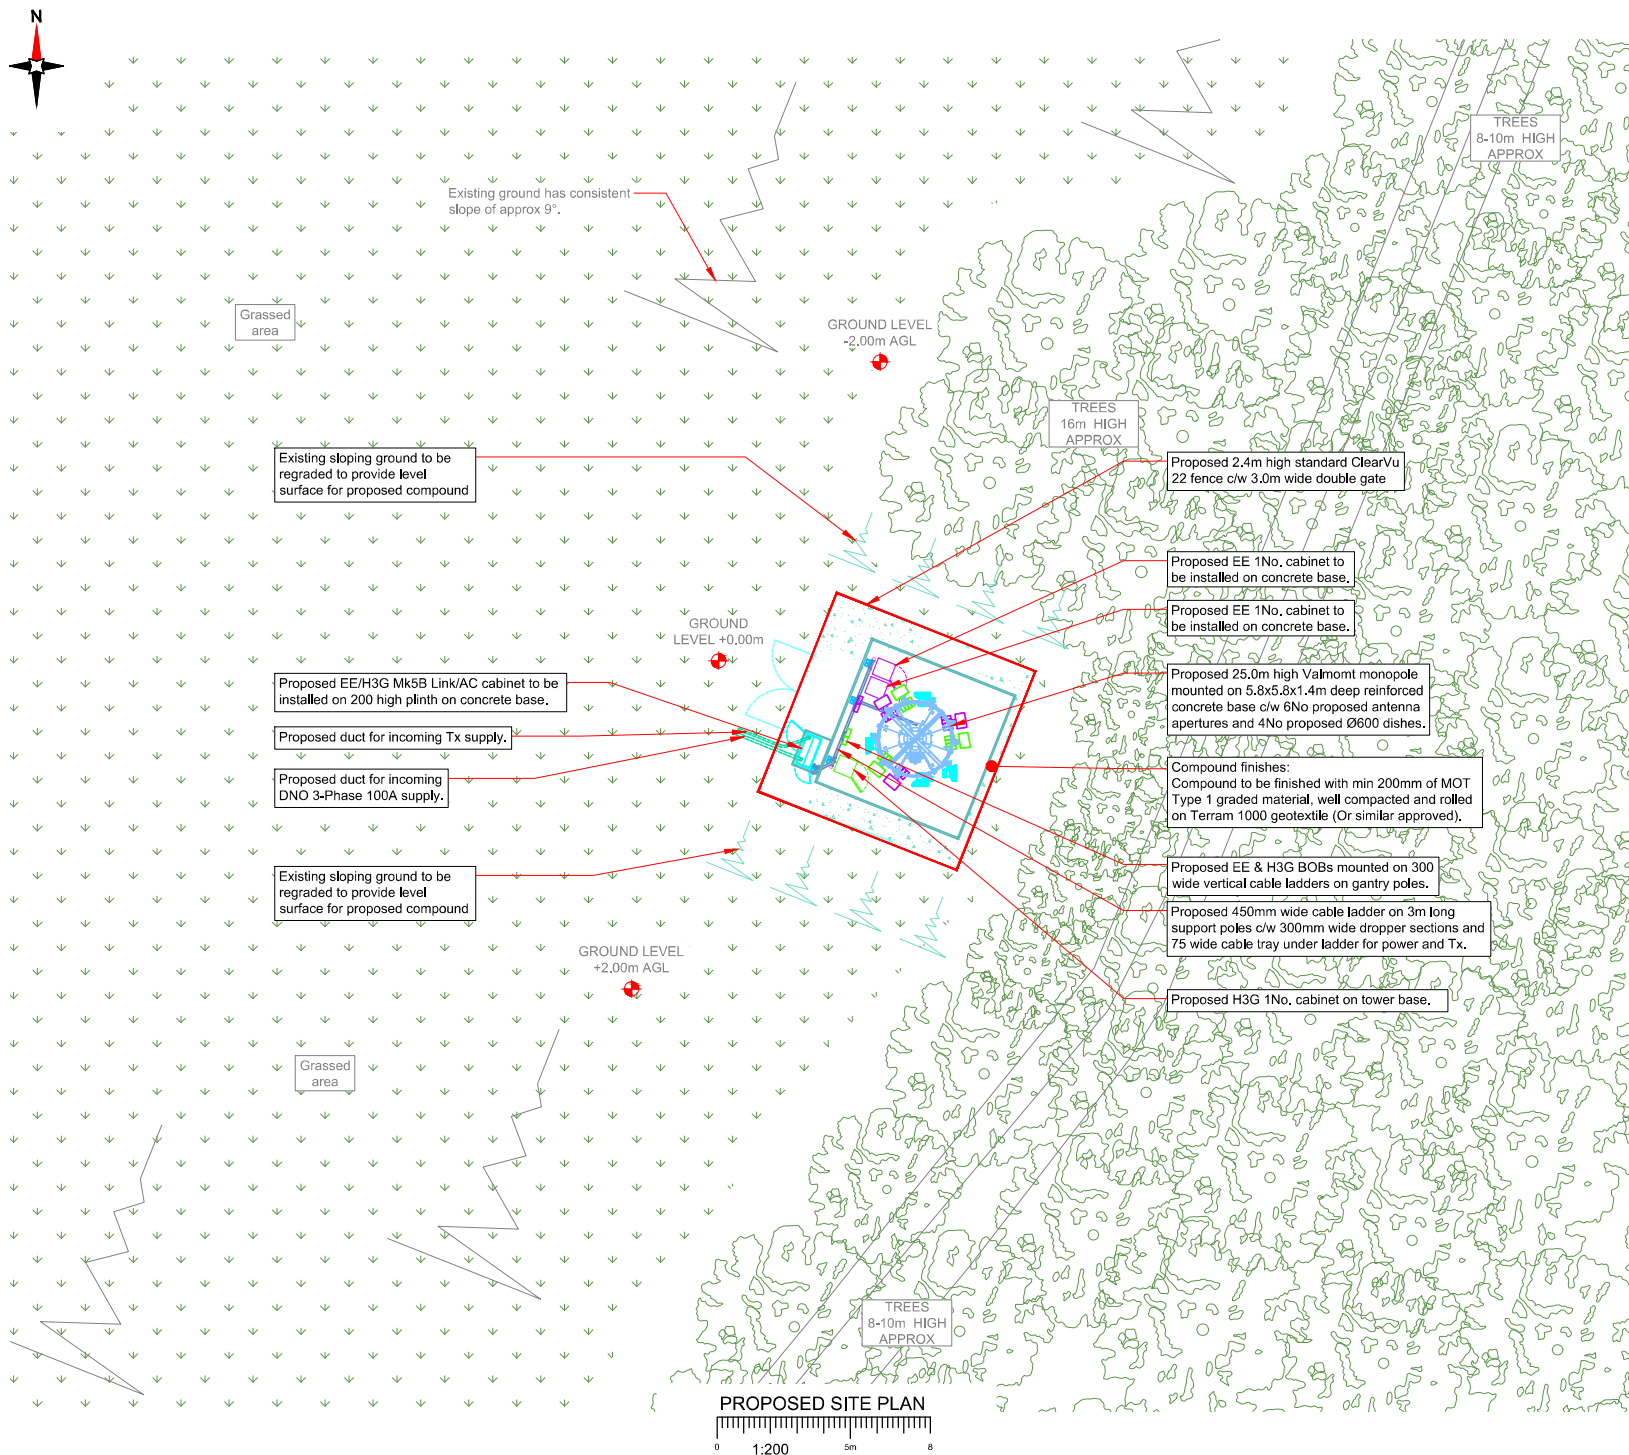 N
TREES
8-10m HIGH
APPROX
Existing ground has consistent
slope of approx 9°.
Grassed
area
GROUND LEVEL
-2.00m AGL
TREES
16m HIGH
APPROX
Existing sloping ground to be
regraded to provide level
surface for proposed compound
Proposed 2.4m high standard ClearVu
22 fence c/w 3.0m wide double gate
Proposed EE 1No. cabinet to
be installed on concrete base.
Proposed EE 1No. cabinet to
be installed on concrete base.
GROUND
LEVEL +0.00m
Proposed EE/H3G Mk5B Link/AC cabinet to be
installed on 200 high plinth on concrete base.
Proposed 25.0m high Valmomt monopole
mounted on 5.8x5.8x1.4m deep reinforced
concrete base c/w 6No proposed antenna
apertures and 4No proposed Ø600 dishes.
Proposed duct for incoming Tx supply.
Proposed duct for incoming
DNO 3-Phase 100A supply.
Compound finishes:
Compound to be finished with min 200mm of MOT
Type 1 graded material, well compacted and rolled
on Terram 1000 geotextile (Or similar approved).
Existing sloping ground to be
regraded to provide level
surface for proposed compound
Proposed EE & H3G BOBs mounted on 300
wide vertical cable ladders on gantry poles.
Proposed 450mm wide cable ladder on 3m long
support poles c/w 300mm wide dropper sections and
75 wide cable tray under ladder for power and Tx.
GROUND LEVEL
+2.00m AGL
Proposed H3G 1No. cabinet on tower base.
Grassed
area
TREES
8-10m HIGH
APPROX
PROPOSED SITE PLAN
0 1:200 5m 8